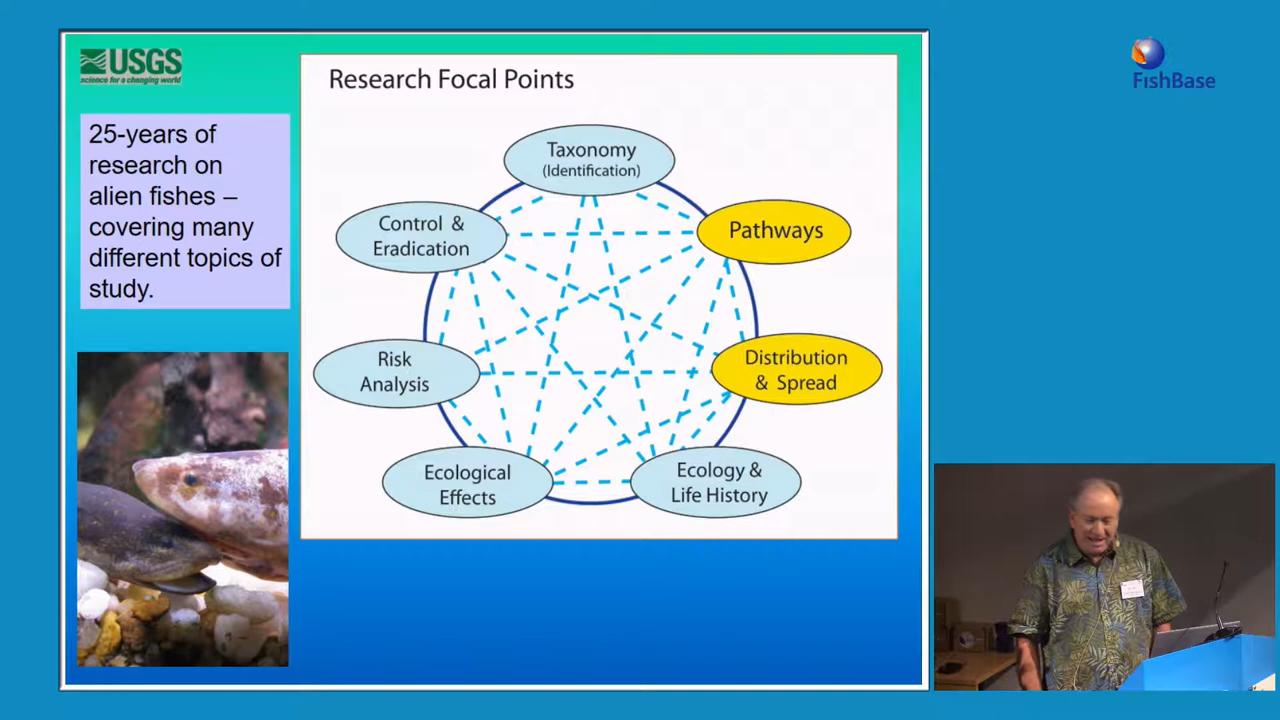 USGS
science for a changing world
FishBase
Research Focal Points
25-years of
research on
alien fishes –
covering many
different topics of
study.
Taxonomy
(Identification)
Control &
Eradication
Pathways
Risk
Analysis
Distribution
& Spread
Ecological
Effects
Ecology &
Life History